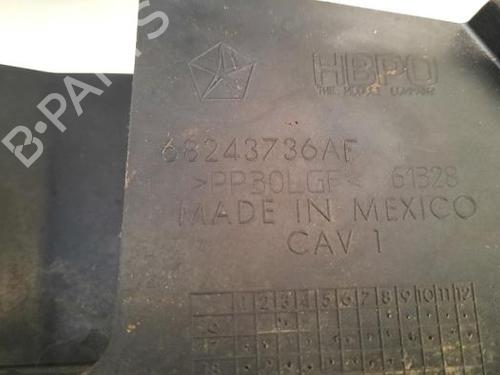 B-PARTS
HBPO
THE MODULE COMPANY
68243736AF
>PP30LGF< 61328
MADE IN MEXICO
CAV 1
1 2 3 4 5 6 7 8 9 10 11 12